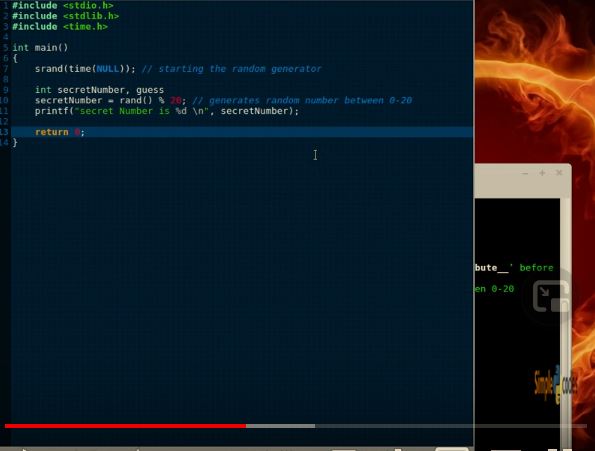 1 #include <stdio.h>
2 #include <stdlib.h>
3 #include <time.h>
4
5 int main()
6 {
7 srand(time(NULL)); // starting the random generator
8
9 int secretNumber, guess
10 secretNumber = rand() % 20; // generates random number between 0-20
11 printf("secret Number is %d \n", secretNumber);
12
13 return 0;
14 }
bute__' before
en 0-20
Simple codes